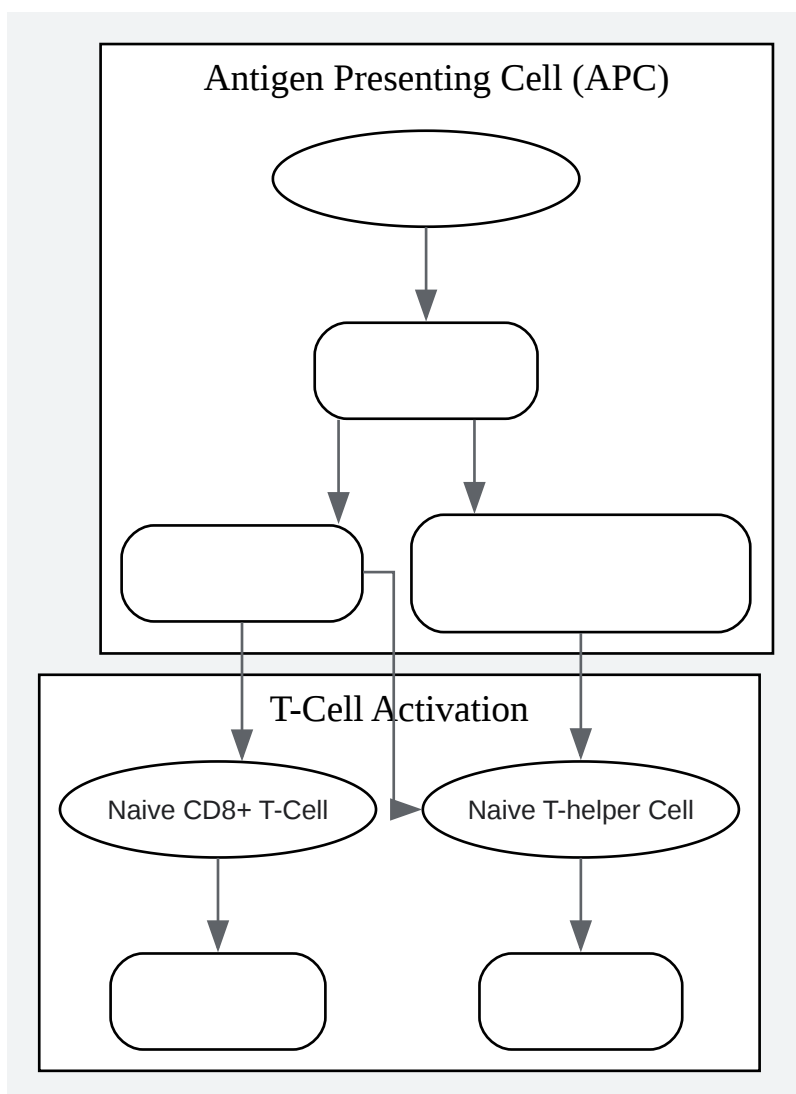 Antigen Presenting Cell (APC)
T-Cell Activation
Naive CD8+ T-Cell
Naive T-helper Cell